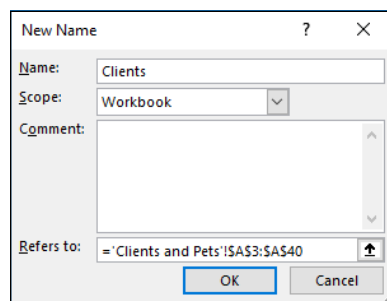 New Name ?
Name: Clients
Scope: Workbook
Comment:
Refers to: ='Clients and Pets'!$A$3:$A$40
OK Cancel